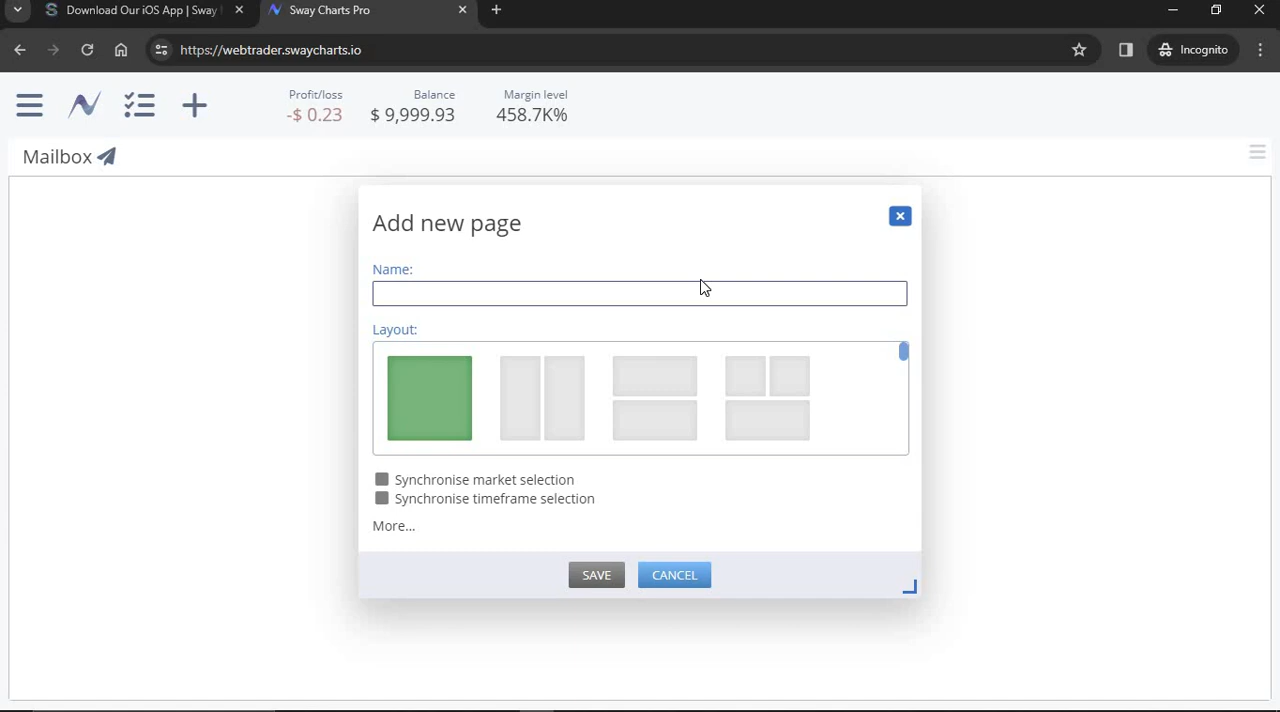 Download Our iOS App | Sway
Sway Charts Pro
https://webtrader.swaycharts.io
Incognito
Profit/loss
-$ 0.23
Balance
$ 9,999.93
Margin level
458.7K%
Mailbox
Add new page
Name:
Layout:
Synchronise market selection
Synchronise timeframe selection
More...
SAVE
CANCEL